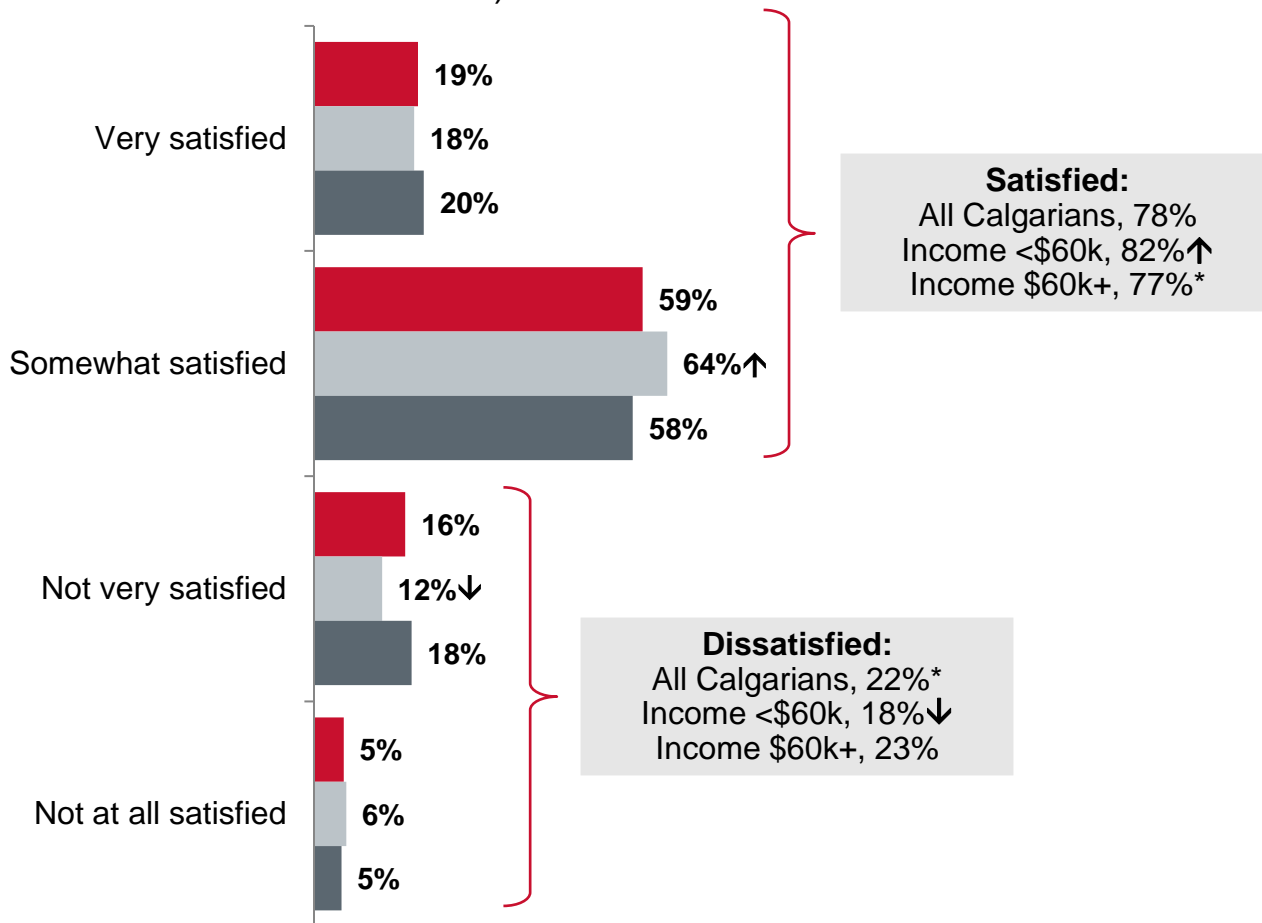 Very satisfied
19%
18%
20%
Somewhat satisfied
59%
64%↑
58%
Satisfied:
All Calgarians, 78%
Income <$60k, 82%↑
Income $60k+, 77%*
Not very satisfied
16%
12%↓
18%
Not at all satisfied
5%
6%
5%
Dissatisfied:
All Calgarians, 22%*
Income <$60k, 18%↓
Income $60k+, 23%